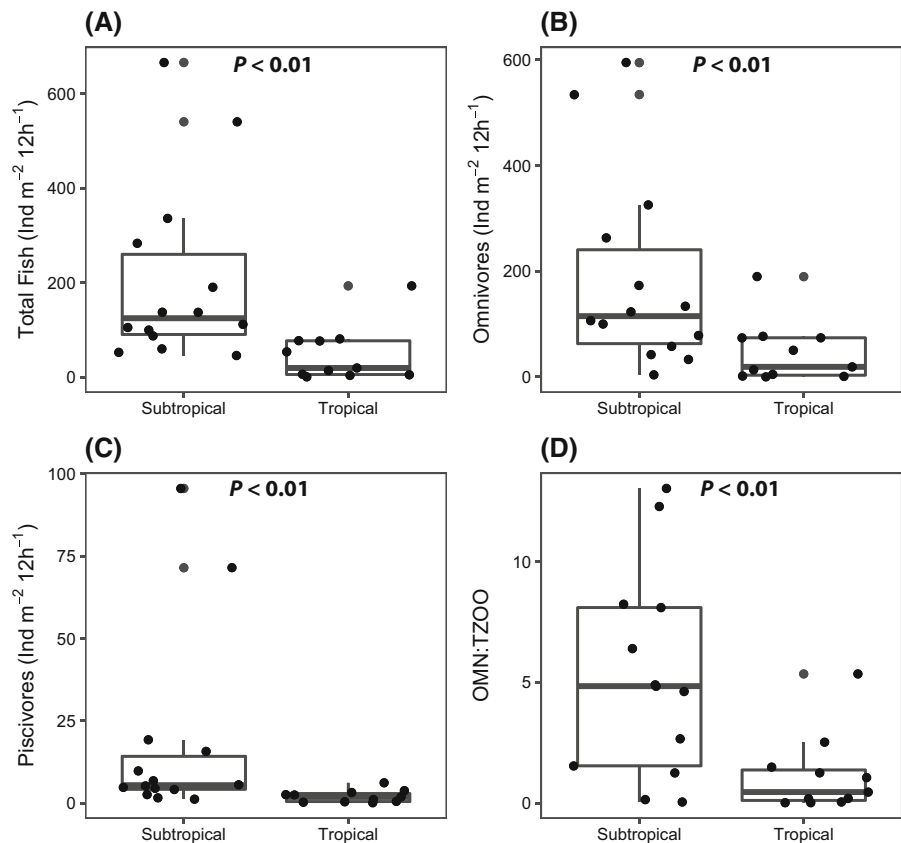 (A)
P < 0.01
Total Fish (Ind m⁻² 12h⁻¹)
600
400
200
0
Subtropical
Tropical
(B)
P < 0.01
Omnivores (Ind m⁻² 12h⁻¹)
600
400
200
0
Subtropical
Tropical
(C)
P < 0.01
Piscivores (Ind m⁻² 12h⁻¹)
100
75
50
25
0
Subtropical
Tropical
(D)
P < 0.01
OMN:TZOO
10
5
0
Subtropical
Tropical